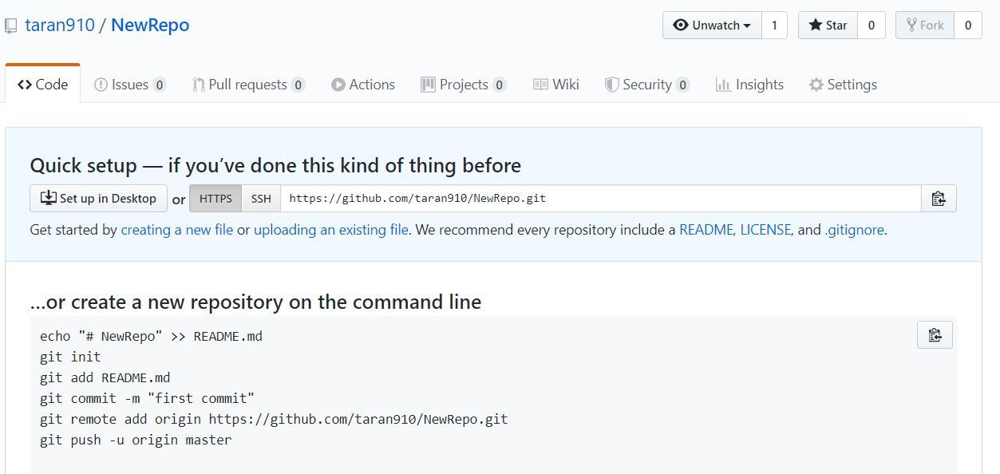 taran910 / NewRepo
Unwatch 1 Star 0 Fork 0
Code Issues 0 Pull requests 0 Actions Projects 0 Wiki Security 0 Insights Settings
Quick setup — if you’ve done this kind of thing before
Set up in Desktop or HTTPS SSH https://github.com/taran910/NewRepo.git
Get started by creating a new file or uploading an existing file. We recommend every repository include a README, LICENSE, and .gitignore.
…or create a new repository on the command line
echo "# NewRepo" >> README.md
git init
git add README.md
git commit -m "first commit"
git remote add origin https://github.com/taran910/NewRepo.git
git push -u origin master